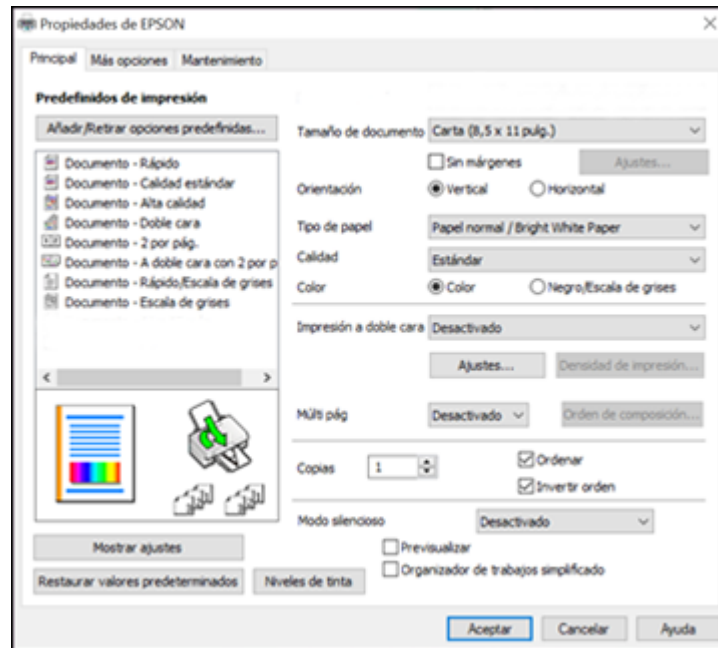 Propiedades de EPSON
Principal Más opciones Mantenimiento
Predefinidos de impresión
Añadir/Retirar opciones predefinidas...
Documento - Rápido
Documento - Calidad estándar
Documento - Alta calidad
Documento - Doble cara
Documento - 2 por pág.
Documento - A doble cara con 2 por p
Documento - Rápido/Escala de grises
Documento - Escala de grises
Mostrar ajustes
Restaurar valores predeterminados
Niveles de tinta
Tamaño de documento Carta (8,5 x 11 pulg.)
Sin márgenes Ajustes...
Orientación Vertical Horizontal
Tipo de papel Papel normal / Bright White Paper
Calidad Estándar
Color Color Negro/Escala de grises
Impresión a doble cara Desactivado
Ajustes... Densidad de impresión...
Múlti pág Desactivado Orden de composición...
Copias 1 Ordenar
Invertir orden
Modo silencioso Desactivado
Previsualizar
Organizador de trabajos simplificado
Aceptar Cancelar Ayuda